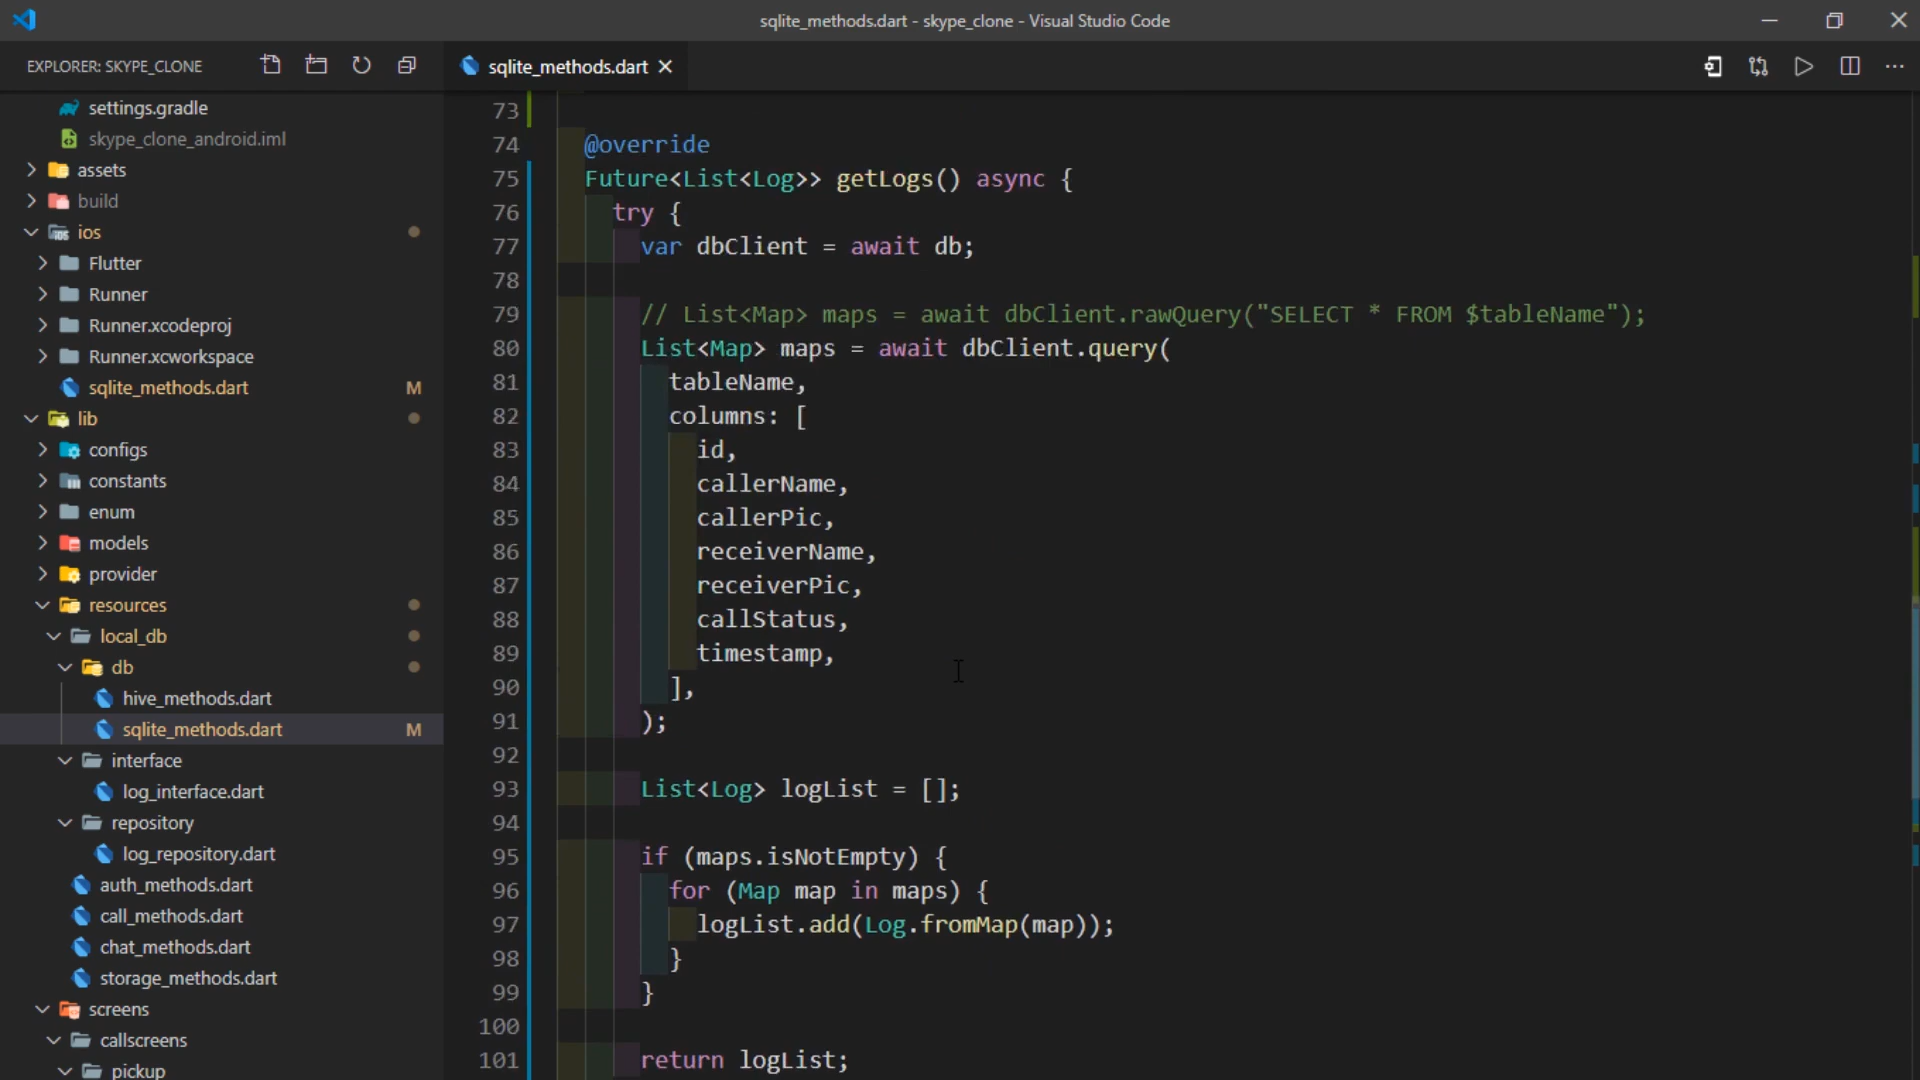 sqlite_methods.dart - skype_clone - Visual Studio Code
EXPLORER: SKYPE_CLONE
sqlite_methods.dart
settings.gradle
skype_clone_android.iml
assets
build
ios
Flutter
Runner
Runner.xcodeproj
Runner.xcworkspace
sqlite_methods.dart M
lib
configs
constants
enum
models
provider
resources
local_db
db
hive_methods.dart
sqlite_methods.dart M
interface
log_interface.dart
repository
log_repository.dart
auth_methods.dart
call_methods.dart
chat_methods.dart
storage_methods.dart
screens
callscreens
pickup
73
74 @override
75 Future<List<Log>> getLogs() async {
76 try {
77 var dbClient = await db;
78
79 // List<Map> maps = await dbClient.rawQuery("SELECT * FROM $tableName");
80 List<Map> maps = await dbClient.query(
81 tableName,
82 columns: [
83 id,
84 callerName,
85 callerPic,
86 receiverName,
87 receiverPic,
88 callStatus,
89 timestamp,
90 ],
91 );
92
93 List<Log> logList = [];
94
95 if (maps.isNotEmpty) {
96 for (Map map in maps) {
97 logList.add(Log.fromMap(map));
98 }
99 }
100
101 return logList;